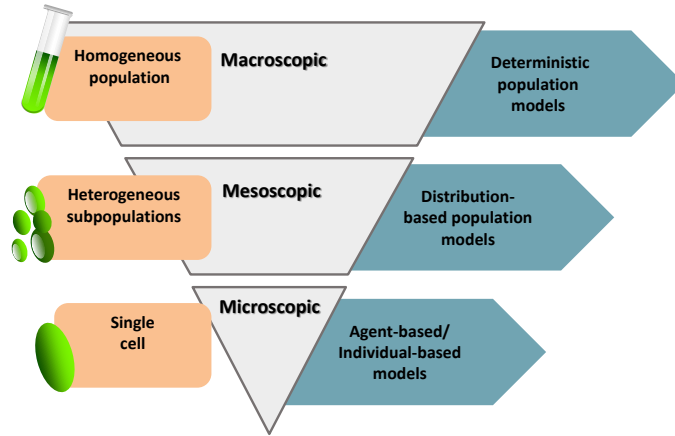 Homogeneous
population
Macroscopic
Deterministic
population
models
Heterogeneous
subpopulations
Mesoscopic
Distribution-
based population
models
Single
cell
Microscopic
Agent-based/
Individual-based
models